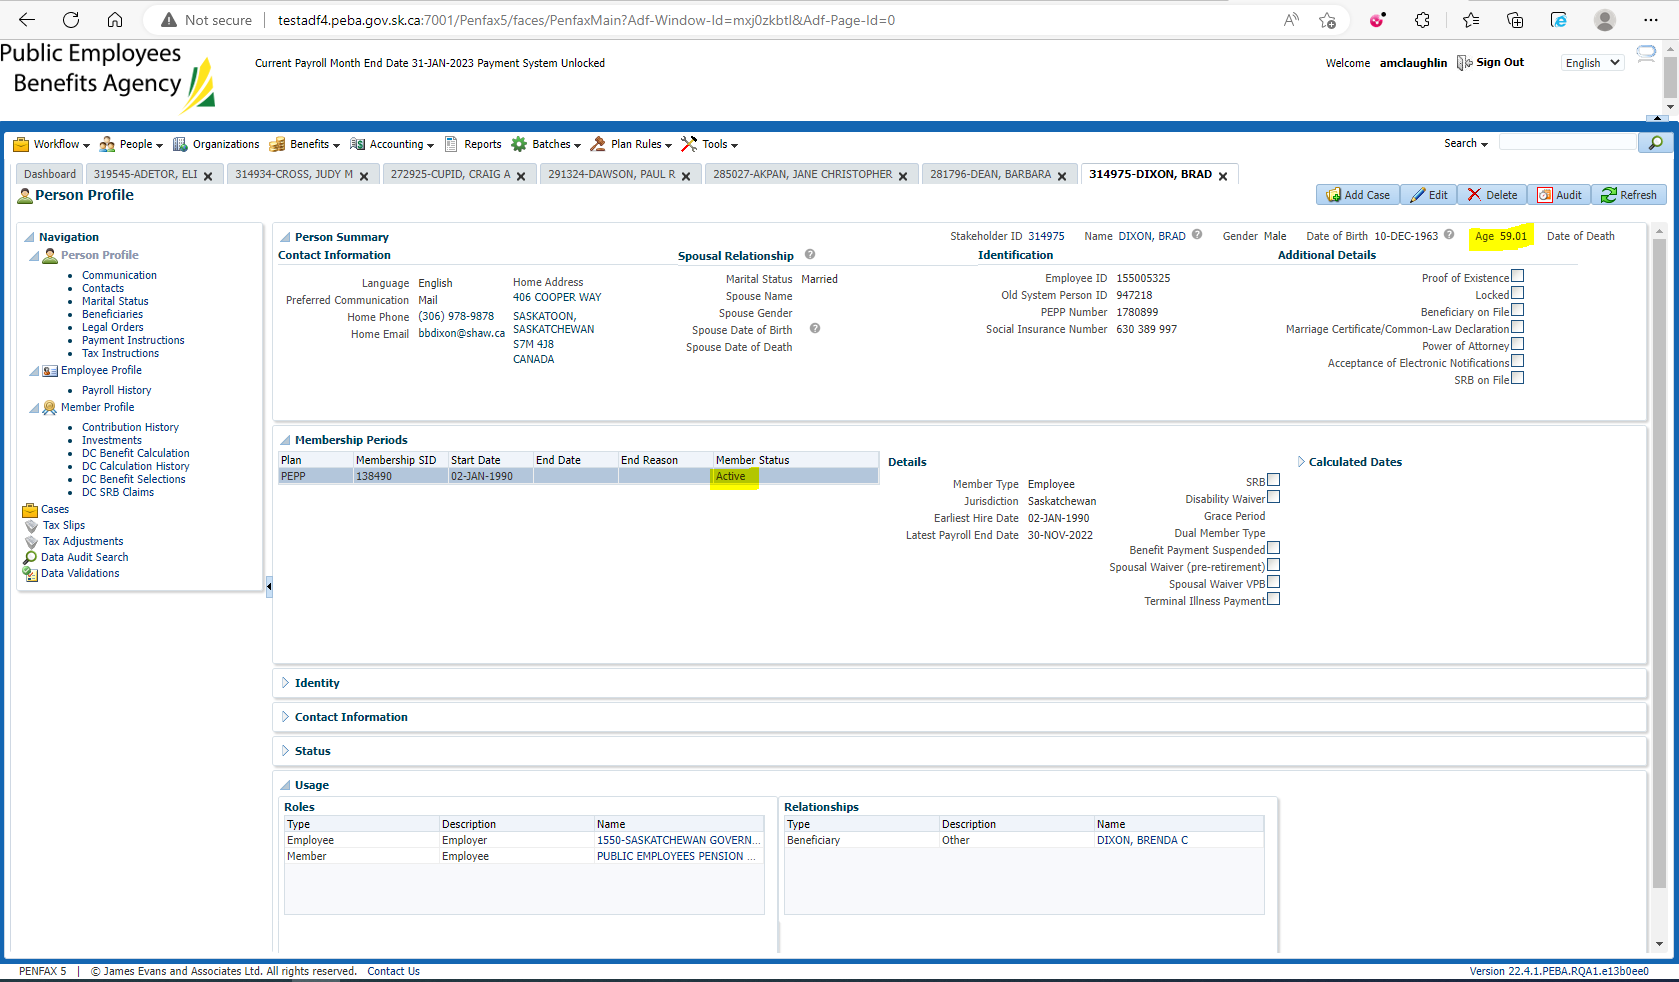 Not secure
testadf4.peba.gov.sk.ca:7001/Penfax5/faces/PenfaxMain?Adf-Window-Id=mxj0zkbtl&Adf-Page-Id=0
Public Employees
Benefits Agency
Current Payroll Month End Date 31-JAN-2023 Payment System Unlocked
Welcome amclaughlin Sign Out English
Workflow People Organizations Benefits Accounting Reports Batches Plan Rules Tools Search
Dashboard 319545-ADETOR, ELI 314934-CROSS, JUDY M 272925-CUPID, CRAIG A 291324-DAWSON, PAUL R 285027-AKPAN, JANE CHRISTOPHER 281796-DEAN, BARBARA 314975-DIXON, BRAD
Person Profile
Add Case Edit Delete Audit Refresh
Navigation
Person Profile
Communication
Contacts
Marital Status
Beneficiaries
Legal Orders
Payment Instructions
Tax Instructions
Employee Profile
Payroll History
Member Profile
Contribution History
Investments
DC Benefit Calculation
DC Calculation History
DC Benefit Selections
DC SRB Claims
Cases
Tax Slips
Tax Adjustments
Data Audit Search
Data Validations
Person Summary
Stakeholder ID 314975 Name DIXON, BRAD Gender Male Date of Birth 10-DEC-1963 Age 59.01 Date of Death
Contact Information
Language English
Preferred Communication Mail
Home Phone (306) 978-9878
Home Email bbdixon@shaw.ca
Home Address
406 COOPER WAY
SASKATOON,
SASKATCHEWAN
S7M 4J8
CANADA
Spousal Relationship
Marital Status Married
Spouse Name
Spouse Gender
Spouse Date of Birth
Spouse Date of Death
Identification
Employee ID 155005325
Old System Person ID 947218
PEPP Number 1780899
Social Insurance Number 630 389 997
Additional Details
Proof of Existence
Locked
Beneficiary on File
Marriage Certificate/Common-Law Declaration
Power of Attorney
Acceptance of Electronic Notifications
SRB on File
Membership Periods
Plan Membership SID Start Date End Date End Reason Member Status
PEPP 138490 02-JAN-1990 Active
Details
Member Type Employee
Jurisdiction Saskatchewan
Earliest Hire Date 02-JAN-1990
Latest Payroll End Date 30-NOV-2022
SRB
Disability Waiver
Grace Period
Dual Member Type
Benefit Payment Suspended
Spousal Waiver (pre-retirement)
Spousal Waiver VPB
Terminal Illness Payment
Calculated Dates
Identity
Contact Information
Status
Usage
Roles
Type Description Name
Employee Employer 1550-SASKATCHEWAN GOVERN...
Member Employee PUBLIC EMPLOYEES PENSION ...
Relationships
Type Description Name
Beneficiary Other DIXON, BRENDA C
PENFAX 5 | © James Evans and Associates Ltd. All rights reserved. Contact Us
Version 22.4.1.PEBA.RQA1.e13b0ee0